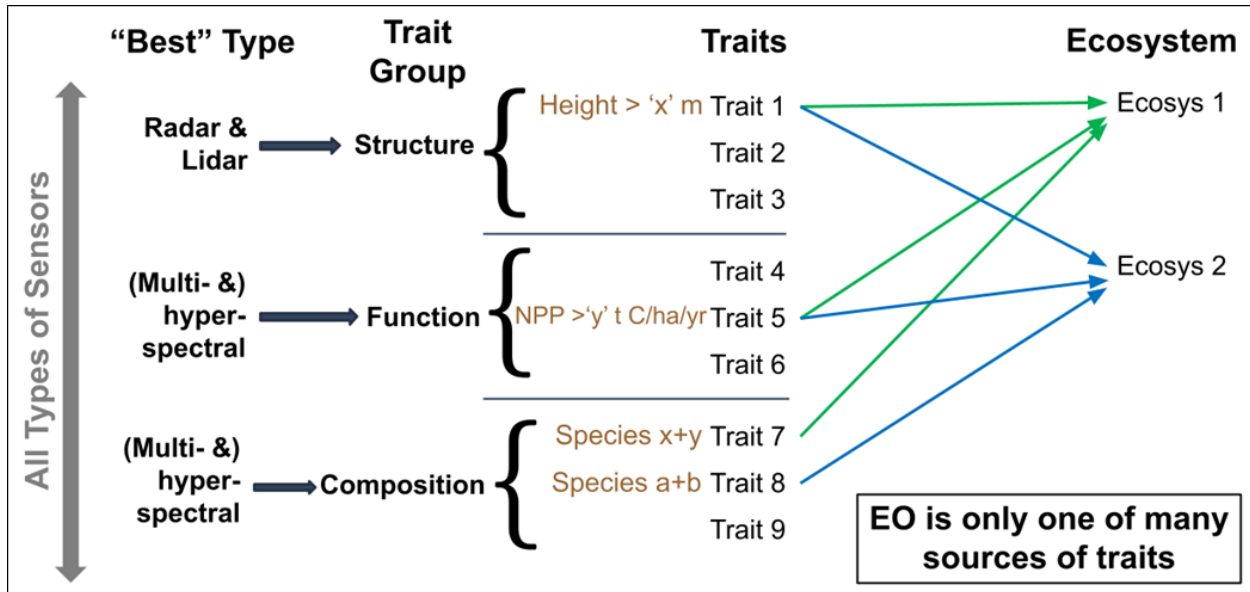 “Best” Type
Trait
Group
Traits
Ecosystem
All Types of Sensors
Radar &
Lidar
Structure
Height > ‘x’ m Trait 1
Trait 2
Trait 3
(Multi- &)
hyper-
spectral
Function
Trait 4
NPP >‘y’ t C/ha/yr Trait 5
Trait 6
(Multi- &)
hyper-
spectral
Composition
Species x+y Trait 7
Species a+b Trait 8
Trait 9
Ecosys 1
Ecosys 2
EO is only one of many
sources of traits